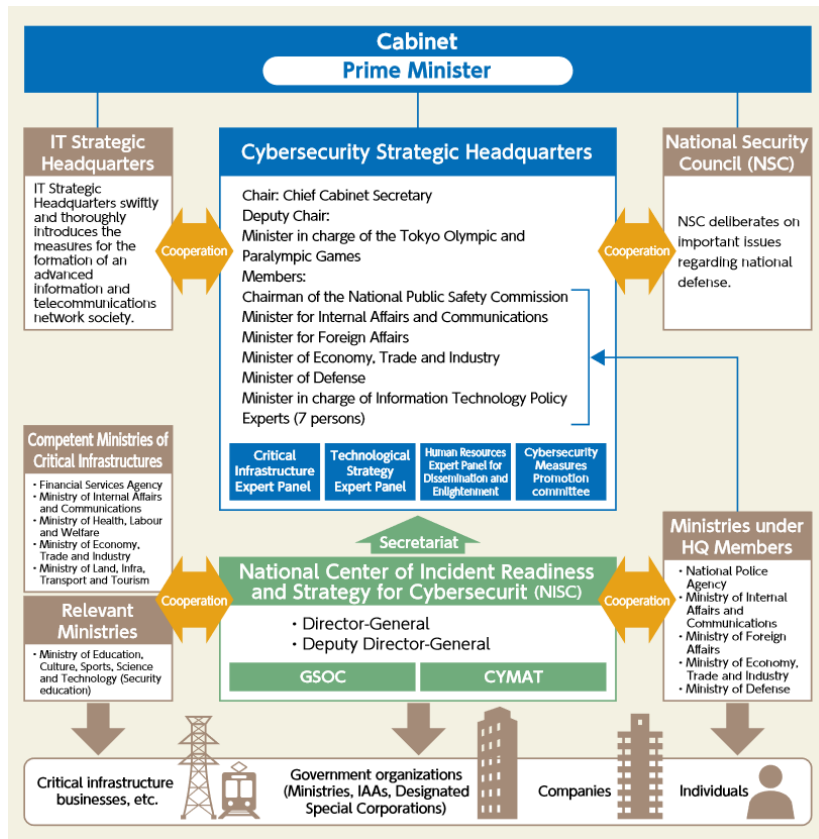 Cabinet
Prime Minister
IT Strategic
Headquarters
IT Strategic
Headquarters swiftly
and thoroughly
introduces the
measures for the
formation of an
advanced
information and
telecommunications
network society.
Cooperation
Cybersecurity Strategic Headquarters
Chair: Chief Cabinet Secretary
Deputy Chair:
Minister in charge of the Tokyo Olympic and
Paralympic Games
Members:
Chairman of the National Public Safety Commission
Minister for Internal Affairs and Communications
Minister for Foreign Affairs
Minister of Economy, Trade and Industry
Minister of Defense
Minister in charge of Information Technology Policy
Experts (7 persons)
Critical
Infrastructure
Expert Panel
Technological
Strategy
Expert Panel
Human Resources
Expert Panel for
Dissemination and
Enlightenment
Cybersecurity
Measures
Promotion
committee
Cooperation
National Security
Council (NSC)
NSC deliberates on
important issues
regarding national
defense.
Competent Ministries of
Critical Infrastructures
・Financial Services Agency
・Ministry of Internal Affairs
and Communications
・Ministry of Health, Labour
and Welfare
・Ministry of Economy,
Trade and Industry
・Ministry of Land, Infra,
Transport and Tourism
Relevant
Ministries
・Ministry of Education,
Culture, Sports, Science
and Technology (Security
education)
Cooperation
Secretariat
National Center of Incident Readiness
and Strategy for Cybersecurit (NISC)
・Director-General
・Deputy Director-General
GSOC
CYMAT
Cooperation
Ministries under
HQ Members
・National Police
Agency
・Ministry of Internal
Affairs and
Communications
・Ministry of Foreign
Affairs
・Ministry of Economy,
Trade and Industry
・Ministry of Defense
Critical infrastructure
businesses, etc.
Government organizations
(Ministries, IAAs, Designated
Special Corporations)
Companies
Individuals